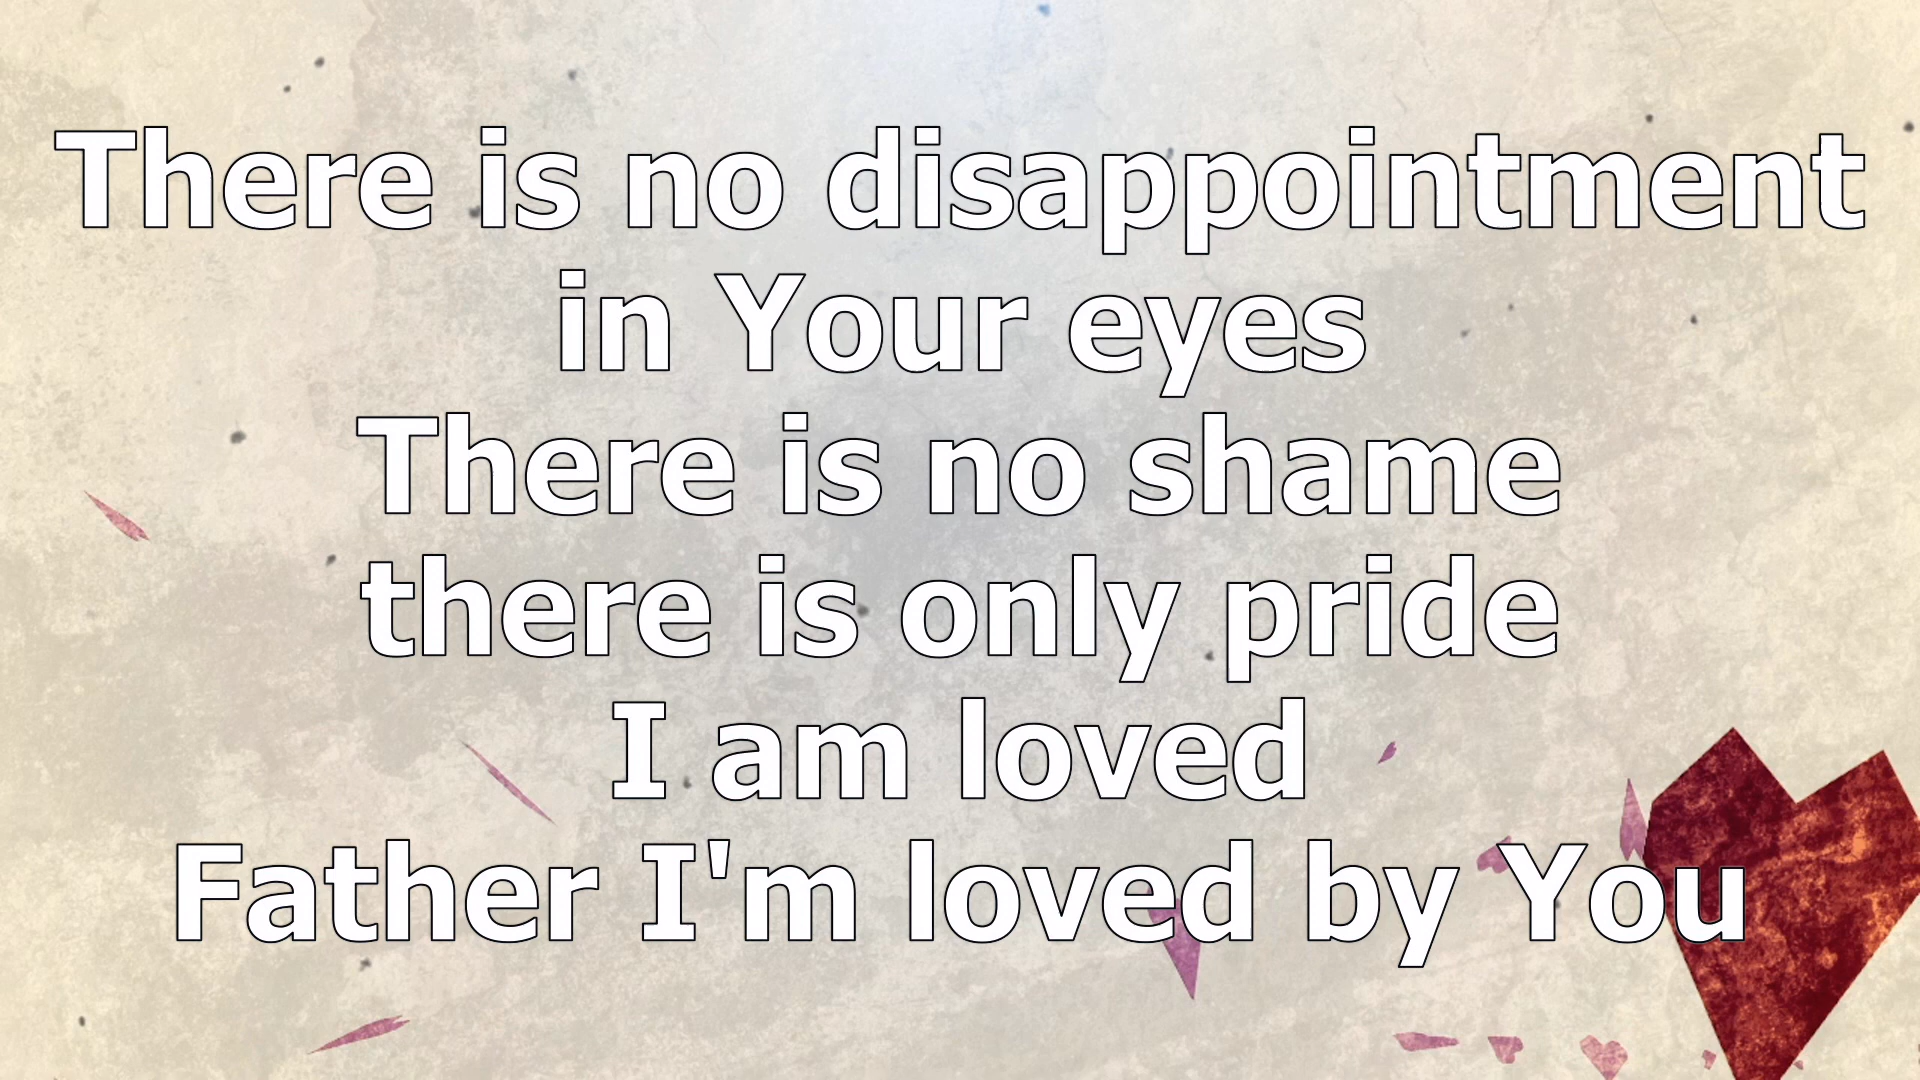 There is no disappointment
in Your eyes
There is no shame
there is only pride
I am loved
Father I'm loved by You